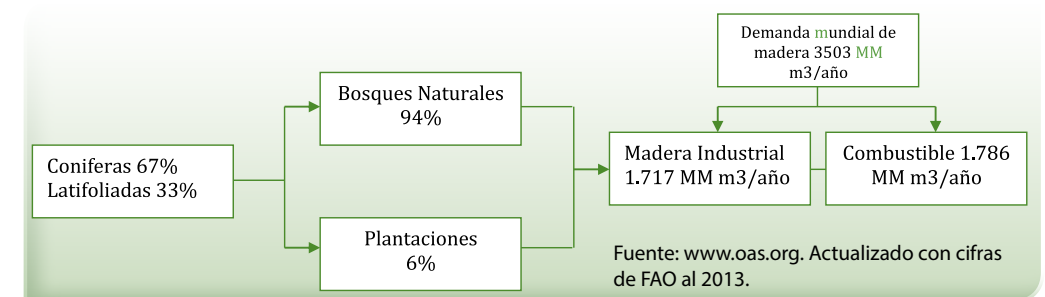 Demanda mundial de
madera 3503 MM
m3/año
Bosques Naturales
94%
Coniferas 67%
Latifoliadas 33%
Madera Industrial
1.717 MM m3/año
Combustible 1.786
MM m3/año
Plantaciones
6%
Fuente: www.oas.org. Actualizado con cifras
de FAO al 2013.